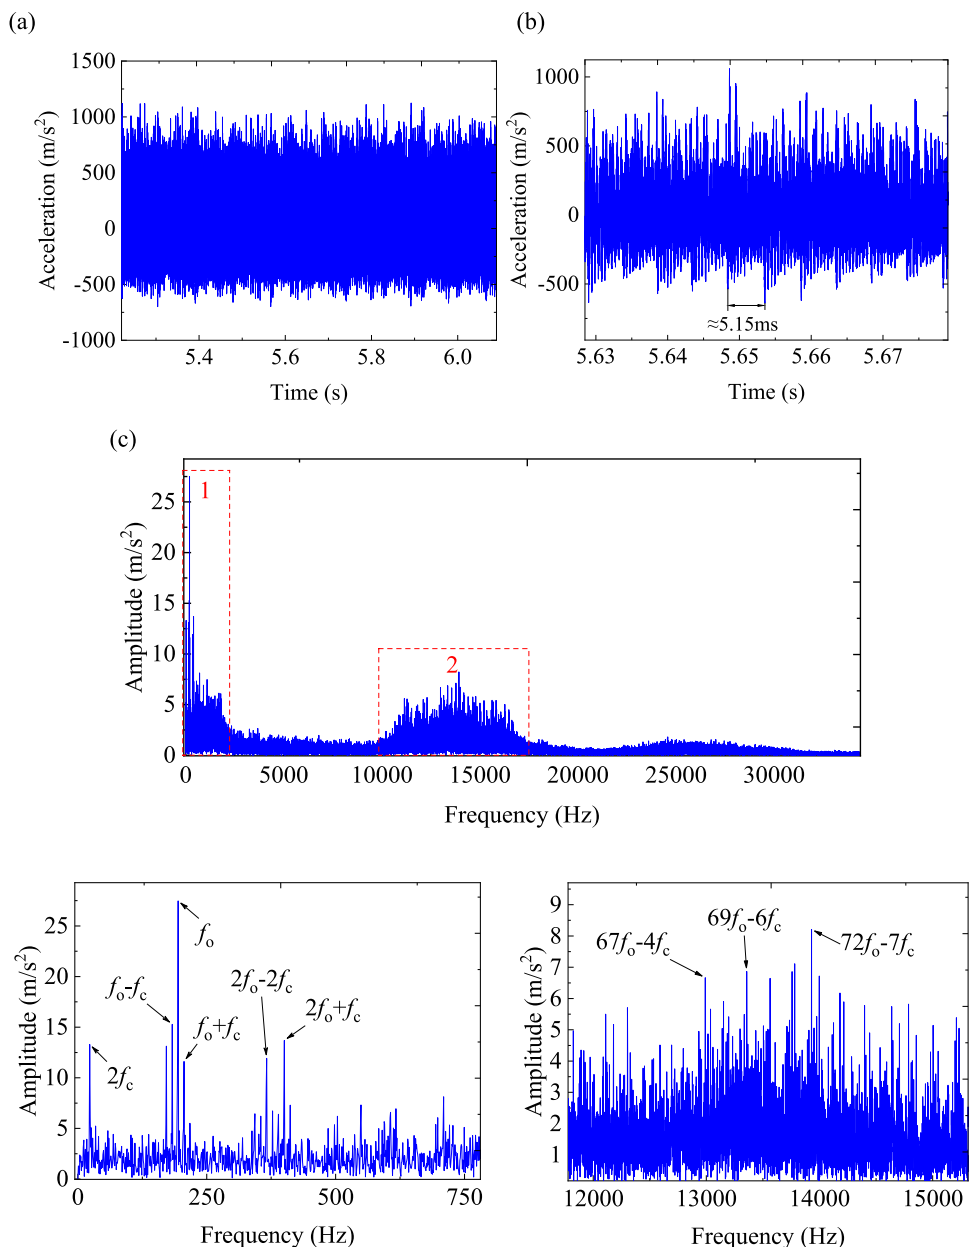 (a)
(b)
1500
1000
500
0
-500
-1000
5.4
5.6
5.8
6.0
Acceleration (m/s²)
Time (s)
1000
500
0
-500
≈5.15ms
5.63
5.64
5.65
5.66
5.67
Acceleration (m/s²)
Time (s)
(c)
25
20
15
10
5
0
1
2
0
5000
10000
15000
20000
25000
30000
Amplitude (m/s²)
Frequency (Hz)
25
20
15
10
5
0
fo
fo-fc
fo+fc
2fc
2fo-2fc
2fo+fc
0
250
500
750
Amplitude (m/s²)
Frequency (Hz)
9
8
7
6
5
4
3
2
1
67fo-4fc
69fo-6fc
72fo-7fc
12000
13000
14000
15000
Amplitude (m/s²)
Frequency (Hz)